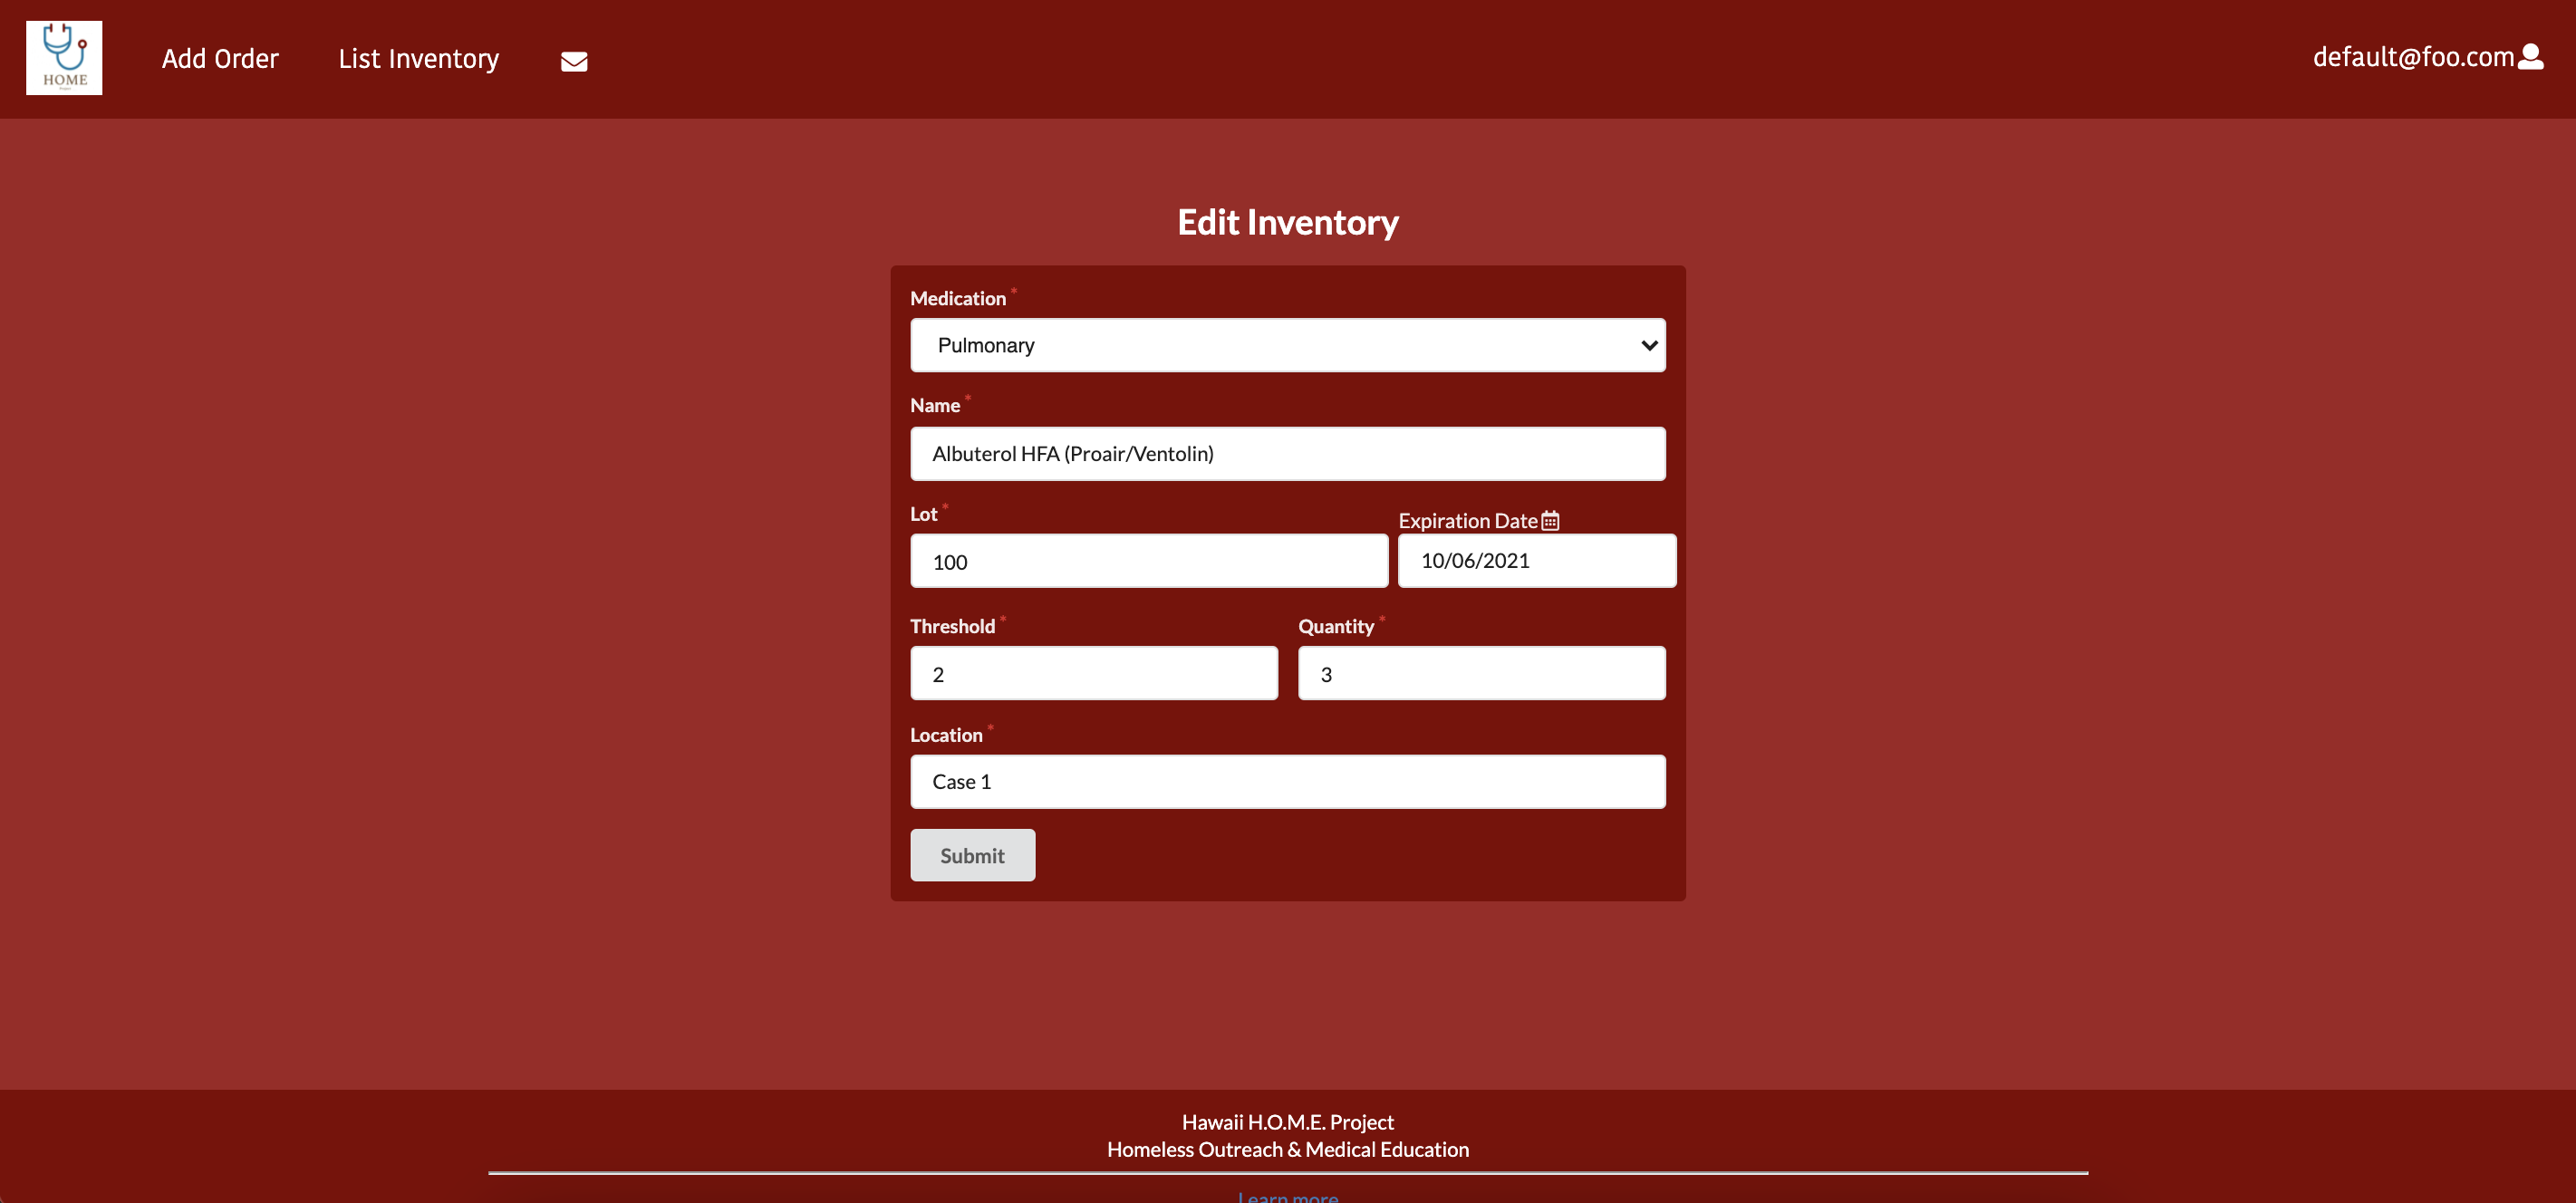 HOME
Add Order
List Inventory
default@foo.com
Edit Inventory
Medication *
Pulmonary
Name *
Albuterol HFA (Proair/Ventolin)
Lot *
Expiration Date
100
10/06/2021
Threshold *
Quantity *
2
3
Location *
Case 1
Submit
Hawaii H.O.M.E. Project
Homeless Outreach & Medical Education
Learn more